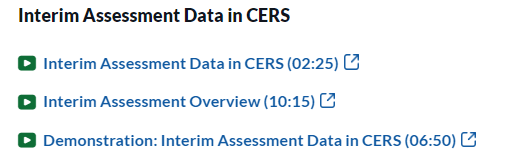 Interim Assessment Data in CERS
Interim Assessment Data in CERS (02:25)
Interim Assessment Overview (10:15)
Demonstration: Interim Assessment Data in CERS (06:50)